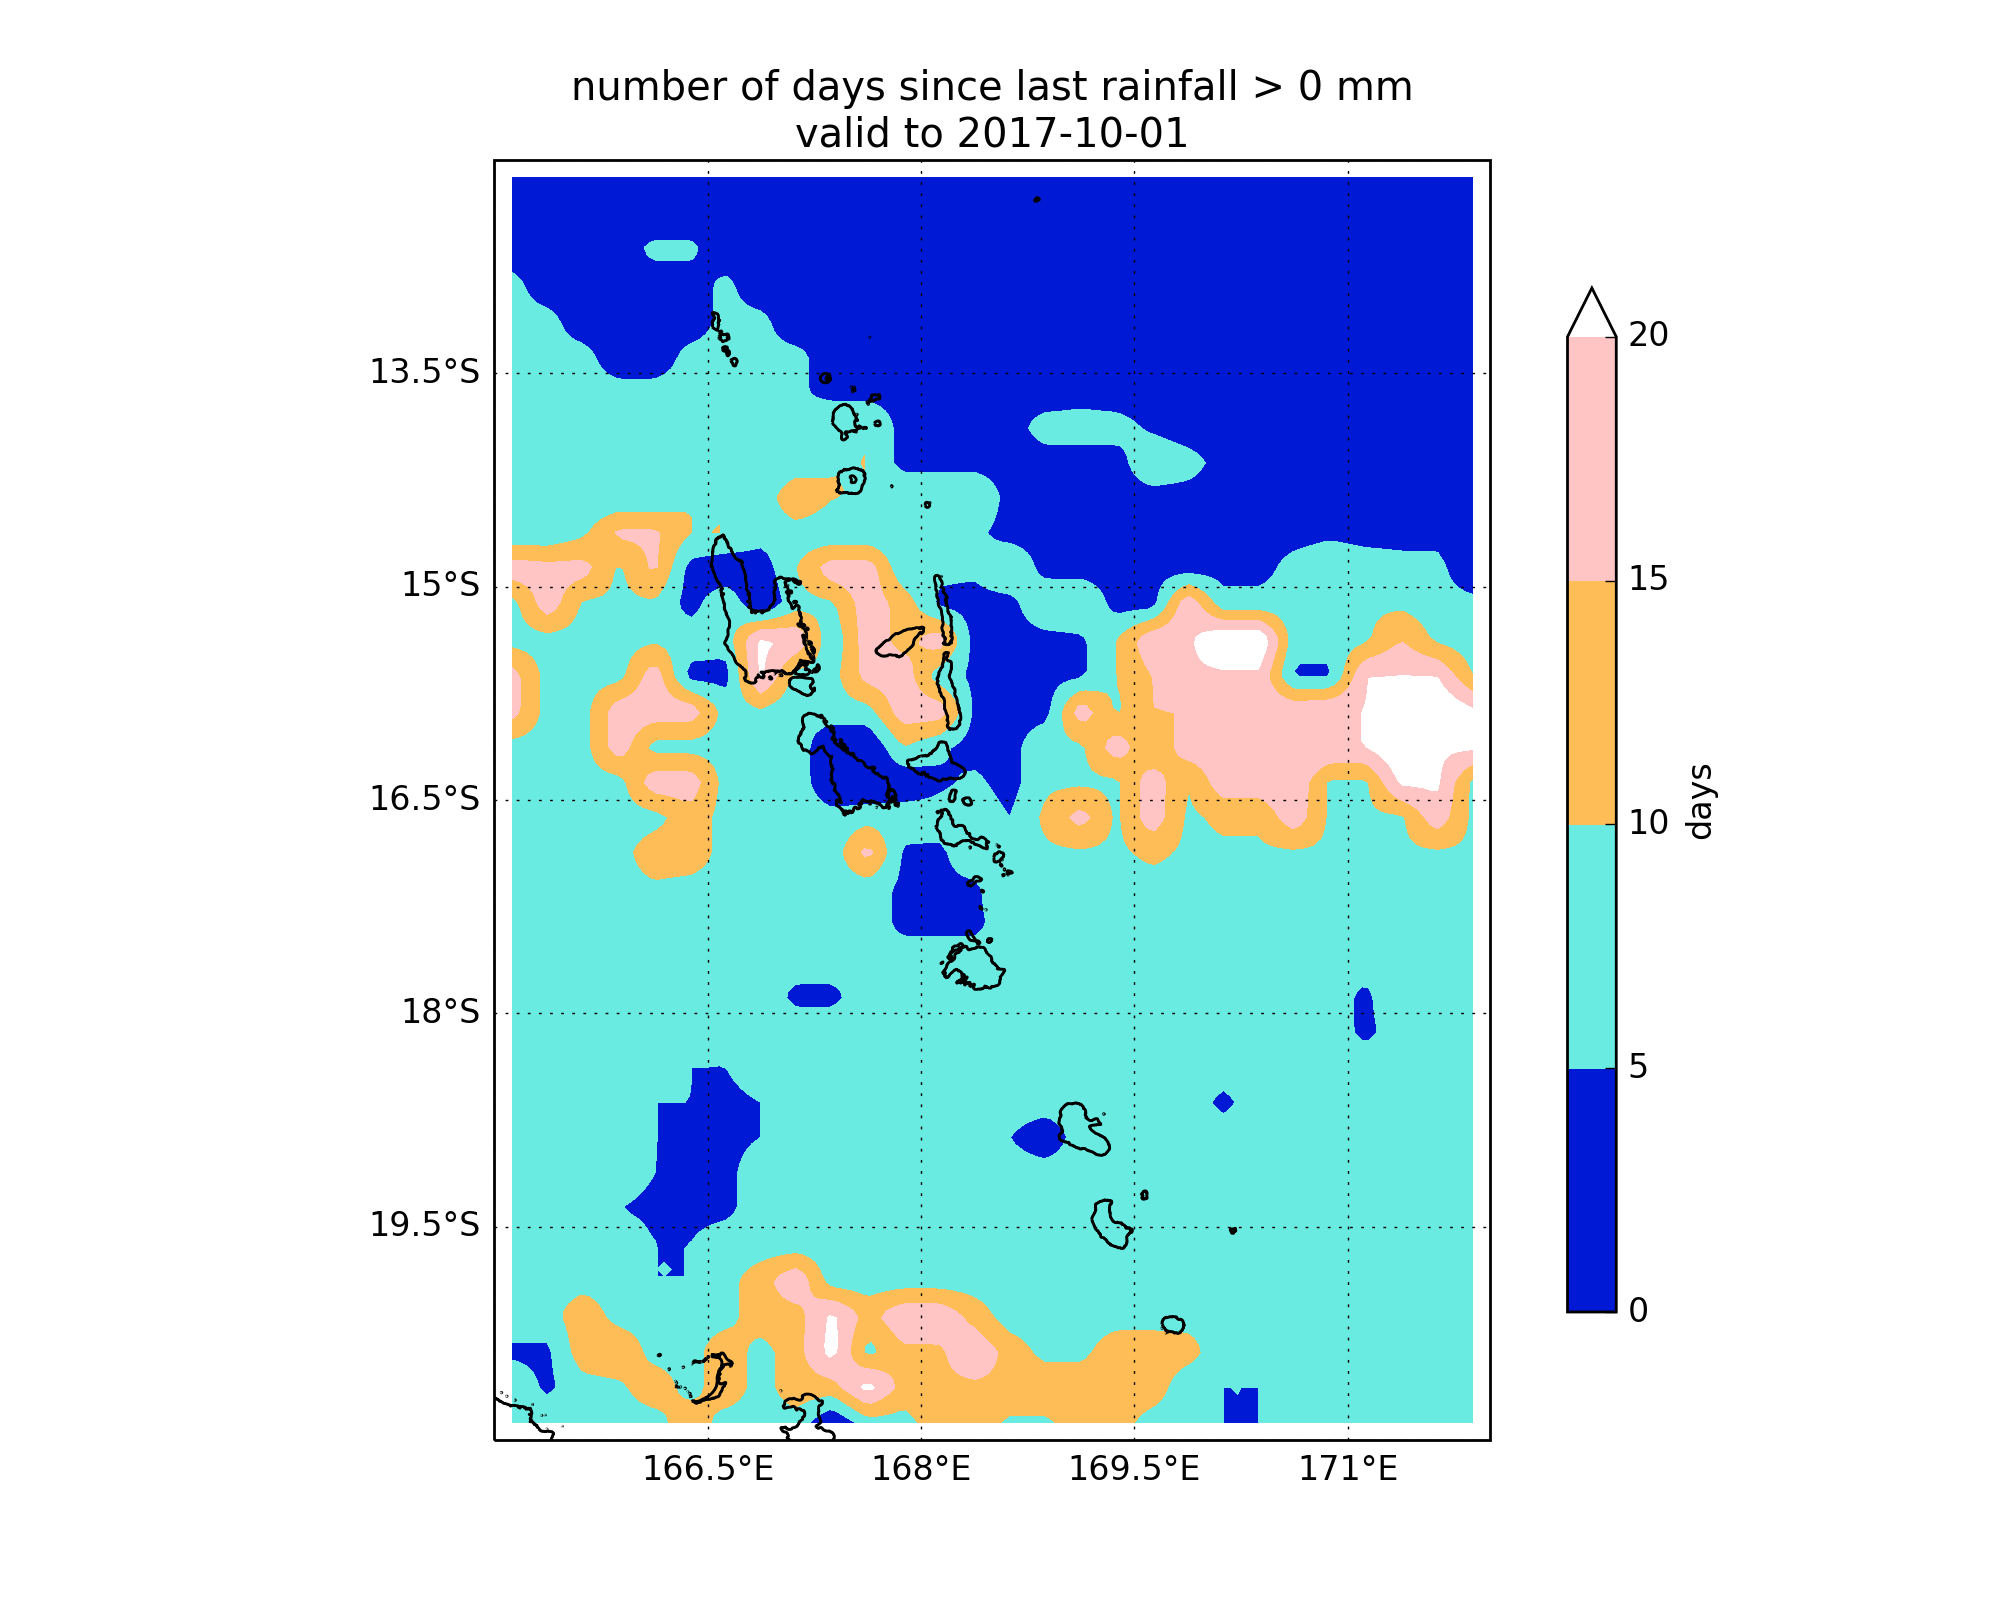 number of days since last rainfall > 0 mm
valid to 2017-10-01
13.5°S
15°S
16.5°S
18°S
19.5°S
166.5°E
168°E
169.5°E
171°E
20
15
10
5
0
days